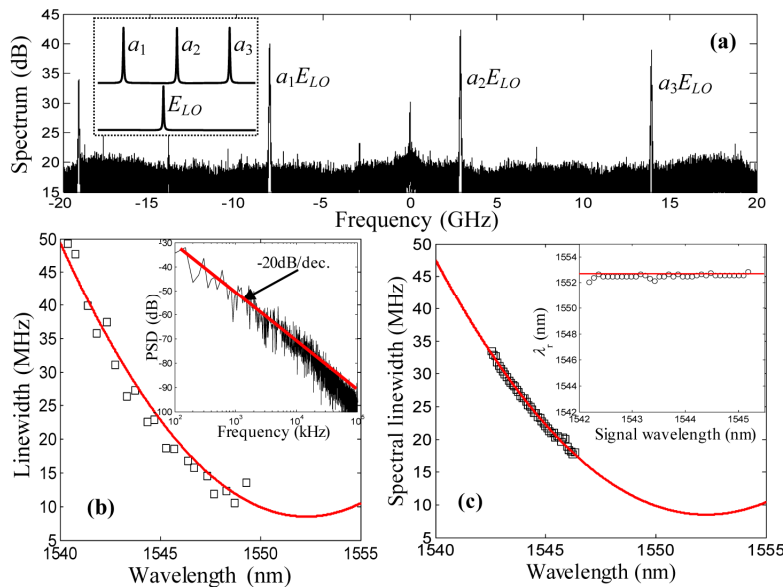 (a)
a1 a2 a3
ELO
a1ELO
a2ELO
a3ELO
Spectrum (dB)
45
40
35
30
25
20
15
-20 -15 -10 -5 0 5 10 15 20
Frequency (GHz)
50
45
40
35
30
25
20
15
10
5
Linewidth (MHz)
-20dB/dec.
PSD (dB)
-30
-40
-50
-60
-70
-80
-90
-100
10² 10³ 10⁴
Frequency (kHz)
(b)
1540 1545 1550 1555
Wavelength (nm)
50
45
40
35
30
25
20
15
10
5
Spectral linewidth (MHz)
1554
1552
1550
1548
1546
1544
1542
λr (nm)
1542 1543 1544 1545
Signal wavelength (nm)
(c)
1540 1545 1550 1555
Wavelength (nm)